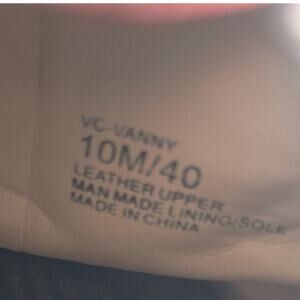 VC-VANNY
10M/40
LEATHER UPPER
MAN MADE LINING/SOLE
MADE IN CHINA